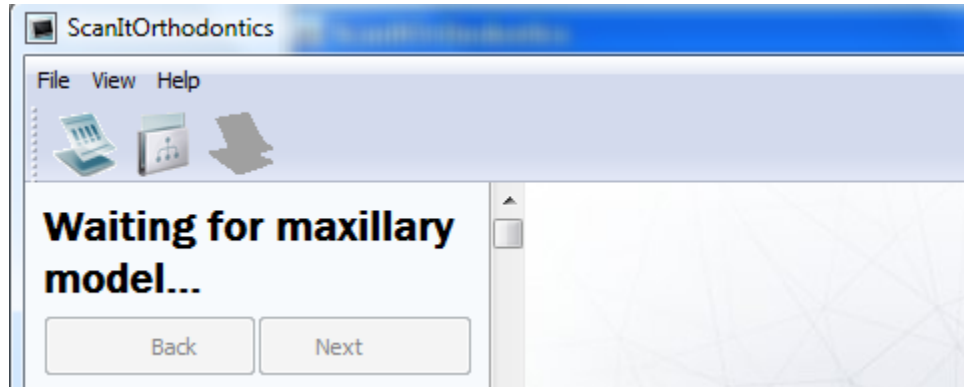 ScanItOrthodontics
File View Help
Waiting for maxillary
model...
Back Next